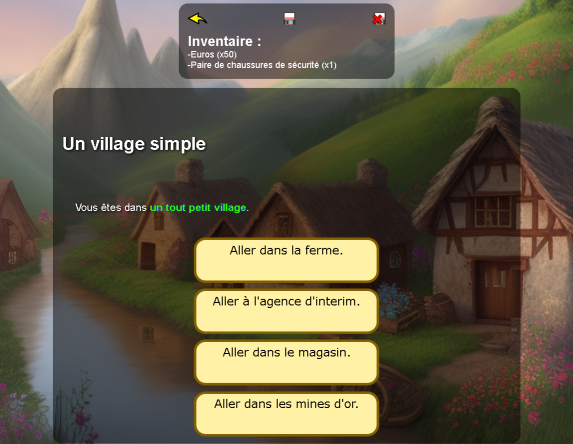 Inventaire :
-Euros (x50)
-Paire de chaussures de sécurité (x1)
Un village simple
Vous êtes dans un tout petit village.
Aller dans la ferme.
Aller à l'agence d'interim.
Aller dans le magasin.
Aller dans les mines d'or.